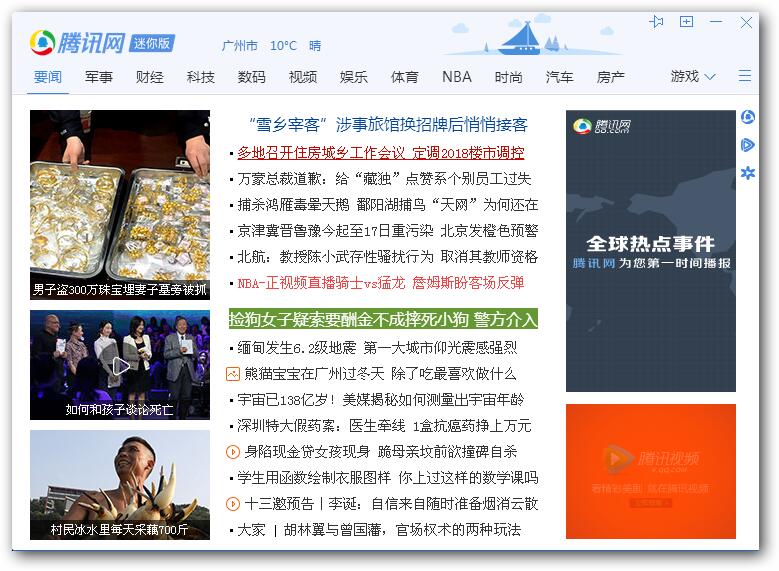 腾讯网 迷你版
广州市 10°C 晴
要闻 军事 财经 科技 数码 视频 娱乐 体育 NBA 时尚 汽车 房产 游戏
男子盗300万珠宝埋妻子墓旁被抓
如何和孩子谈论死亡
村民冰水里每天采藕700斤
“雪乡宰客”涉事旅馆换招牌后悄悄接客
多地召开住房城乡工作会议 定调2018楼市调控
万豪总裁道歉：给“藏独”点赞系个别员工过失
捕杀鸿雁毒晕天鹅 鄱阳湖捕鸟“天网”为何还在
京津冀晋鲁豫今起至17日重污染 北京发橙色预警
北航：教授陈小武存性骚扰行为 取消其教师资格
NBA-正视频直播骑士vs猛龙 詹姆斯盼客场反弹
捡狗女子疑索要酬金不成摔死小狗 警方介入
缅甸发生6.2级地震 第一大城市仰光震感强烈
熊猫宝宝在广州过冬天 除了吃最喜欢做什么
宇宙已138亿岁！美媒揭秘如何测量出宇宙年龄
深圳特大假药案：医生牵线 1盒抗癌药挣上万元
身陷现金贷女孩现身 跪母亲坟前欲撞碑自杀
学生用函数绘制衣服图样 你上过这样的数学课吗
十三邀预告丨李诞：自信来自随时准备烟消云散
大家丨胡林翼与曾国藩，官场权术的两种玩法
腾讯网
QQ.com
全球热点事件
腾讯网 为您第一时间播报
腾讯视频
v.qq.com
看精彩美剧 就在腾讯视频